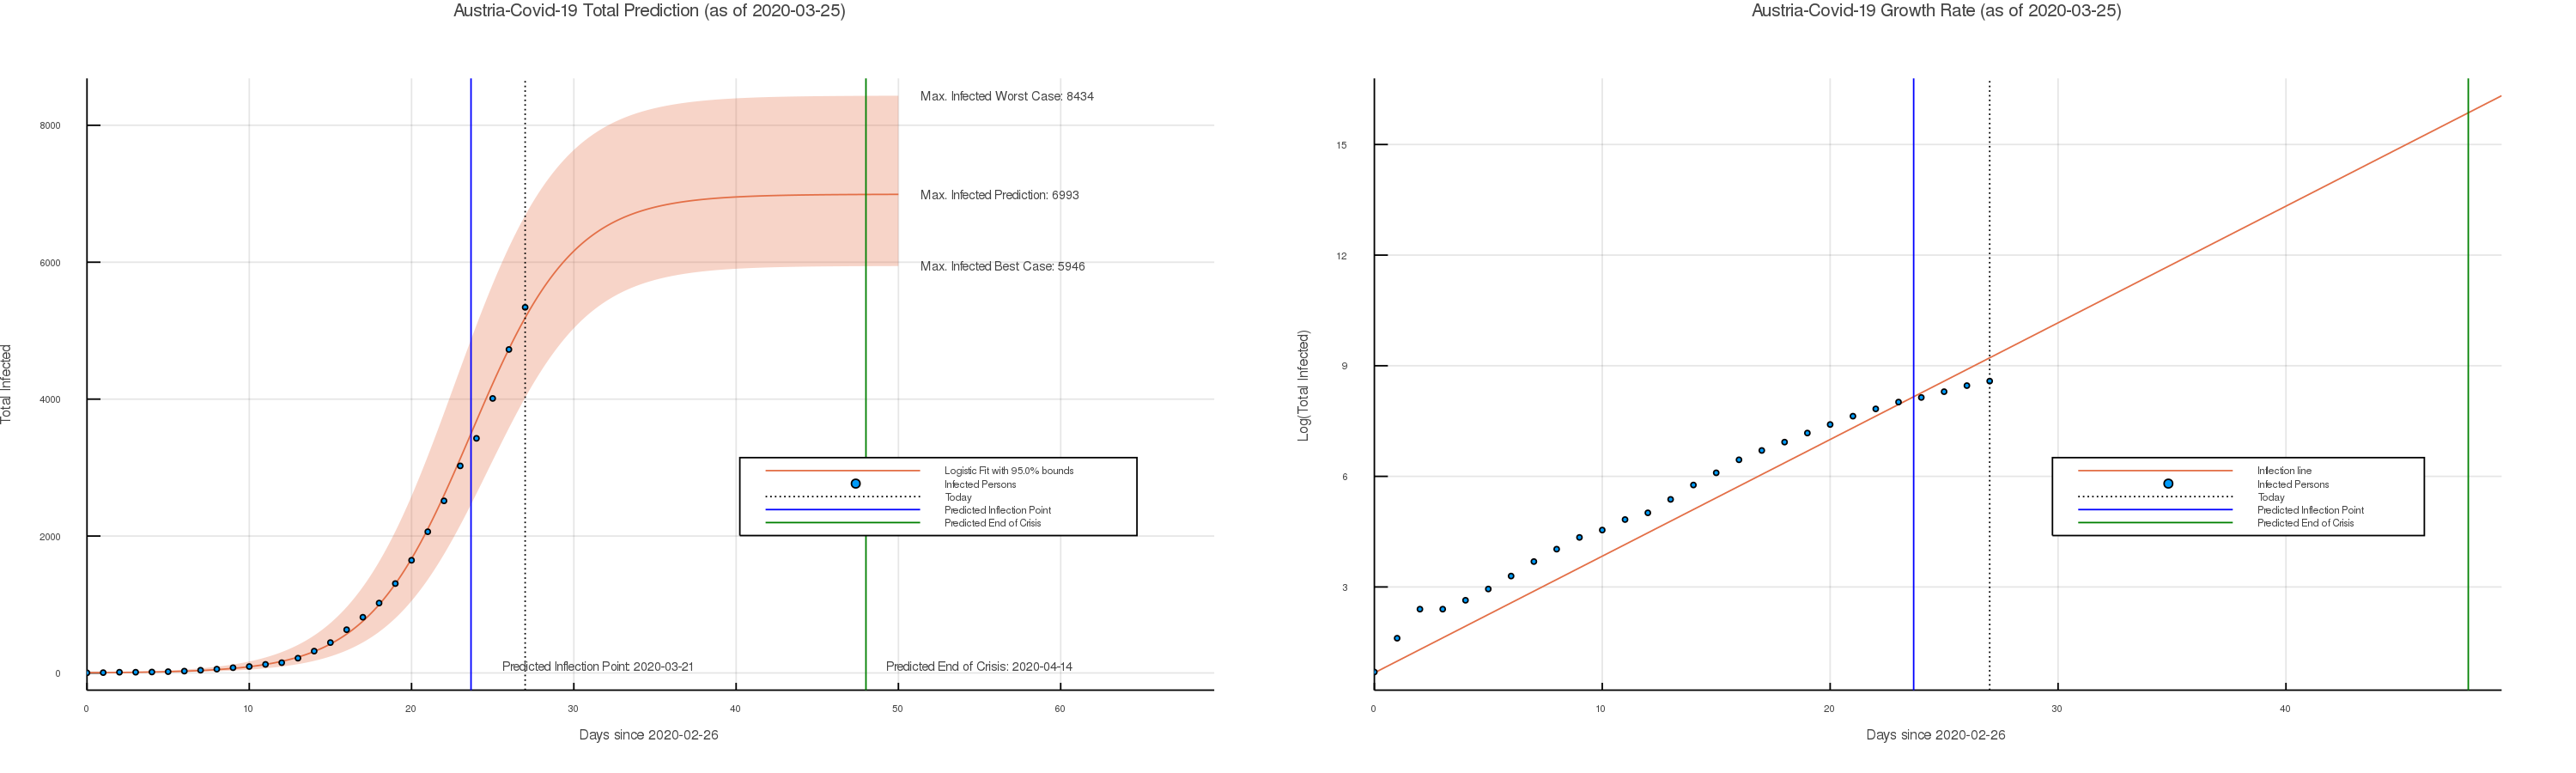 Austria-Covid-19 Total Prediction (as of 2020-03-25)
Total Infected
8000
6000
4000
2000
0
Max. Infected Worst Case: 8434
Max. Infected Prediction: 6993
Max. Infected Best Case: 5946
Logistic Fit with 95.0% bounds
Infected Persons
Today
Predicted Inflection Point
Predicted End of Crisis
Predicted Inflection Point: 2020-03-21
Predicted End of Crisis: 2020-04-14
0 10 20 30 40 50 60
Days since 2020-02-26
Austria-Covid-19 Growth Rate (as of 2020-03-25)
Log(Total Infected)
15
12
9
6
3
Infection line
Infected Persons
Today
Predicted Inflection Point
Predicted End of Crisis
0 10 20 30 40
Days since 2020-02-26